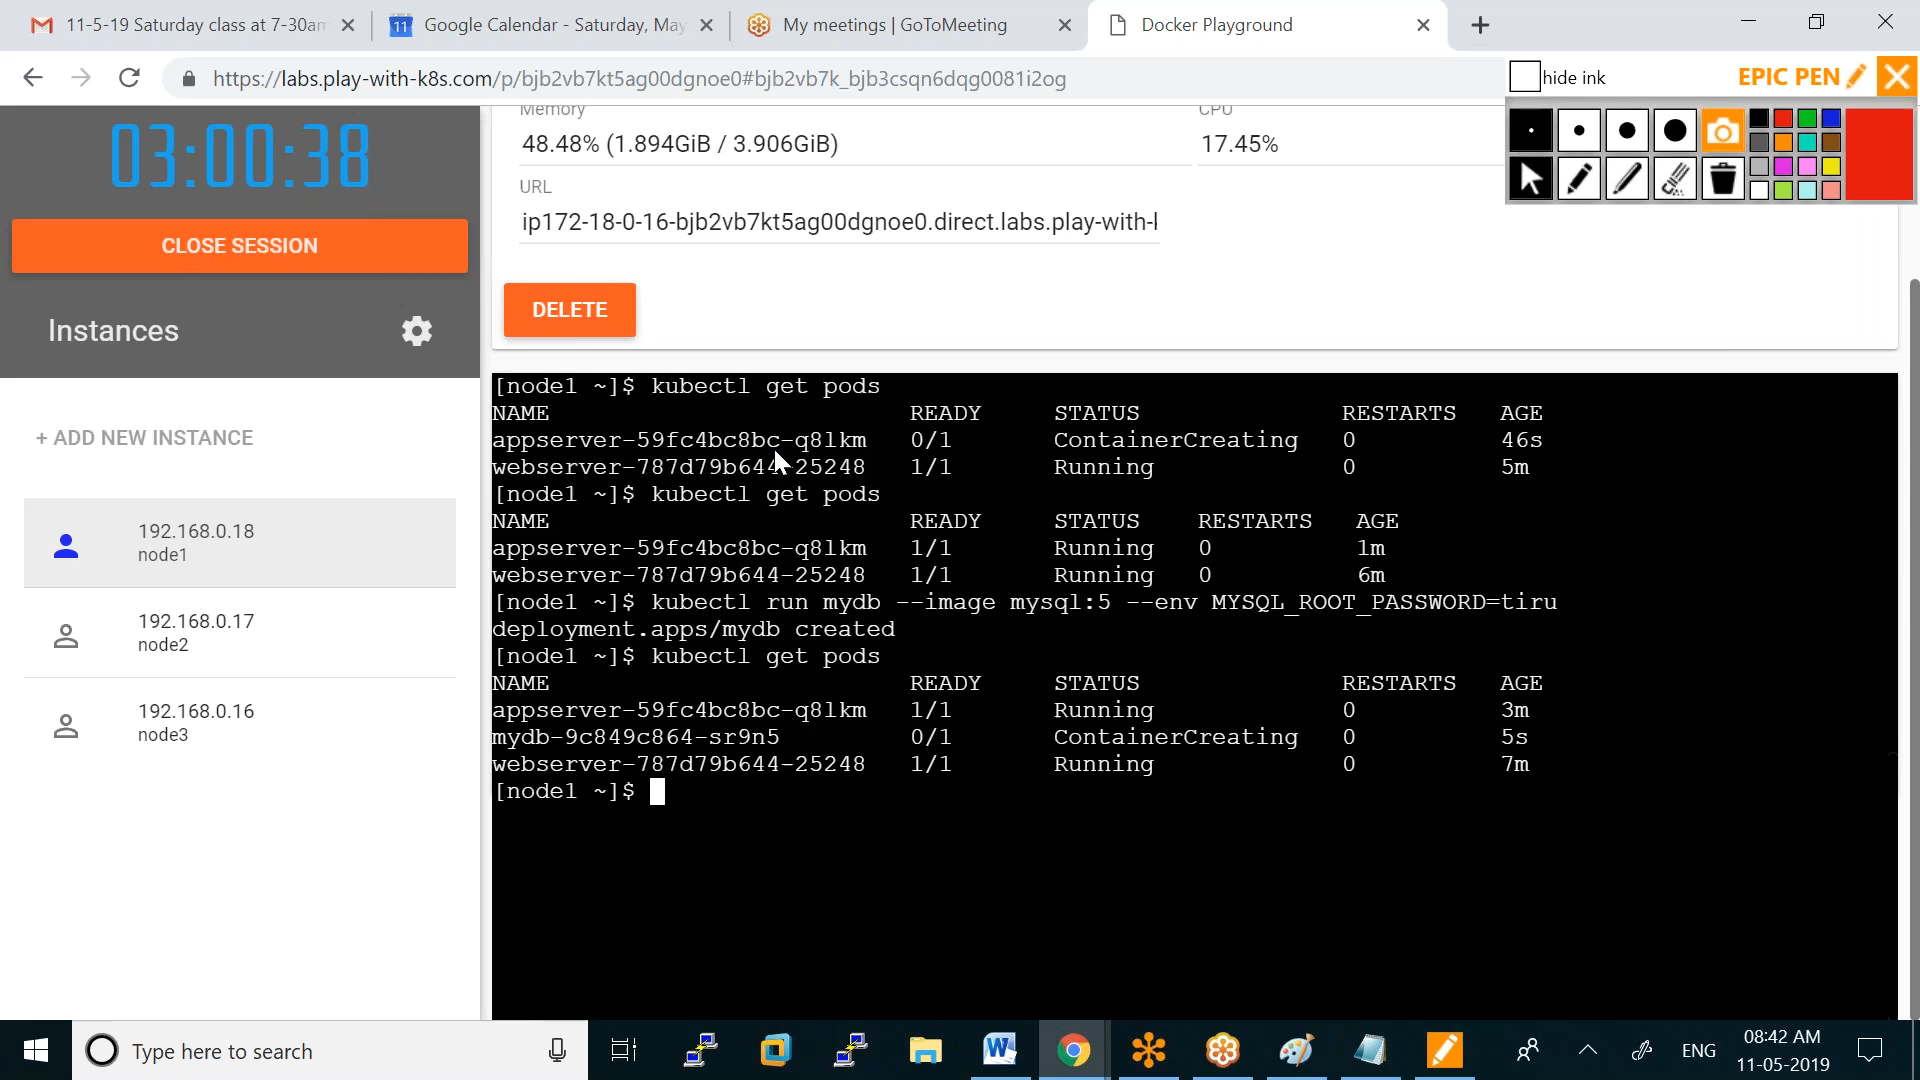 11-5-19 Saturday class at 7-30am
Google Calendar - Saturday, May
My meetings | GoToMeeting
Docker Playground
https://labs.play-with-k8s.com/p/bjb2vb7kt5ag00dgnoe0#bjb2vb7k_bjb3csqn6dqg0081i2og
hide ink
EPIC PEN
03:00:38
CLOSE SESSION
Instances
+ ADD NEW INSTANCE
192.168.0.18
node1
192.168.0.17
node2
192.168.0.16
node3
Memory
48.48% (1.894GiB / 3.906GiB)
CPU
17.45%
URL
ip172-18-0-16-bjb2vb7kt5ag00dgnoe0.direct.labs.play-with-
DELETE
[node1 ~]$ kubectl get pods
NAME READY STATUS RESTARTS AGE
appserver-59fc4bc8bc-q8lkm 0/1 ContainerCreating 0 46s
webserver-787d79b644-25248 1/1 Running 0 5m
[node1 ~]$ kubectl get pods
NAME READY STATUS RESTARTS AGE
appserver-59fc4bc8bc-q8lkm 1/1 Running 0 1m
webserver-787d79b644-25248 1/1 Running 0 6m
[node1 ~]$ kubectl run mydb --image mysql:5 --env MYSQL_ROOT_PASSWORD=tiru
deployment.apps/mydb created
[node1 ~]$ kubectl get pods
NAME READY STATUS RESTARTS AGE
appserver-59fc4bc8bc-q8lkm 1/1 Running 0 3m
mydb-9c849c864-sr9n5 0/1 ContainerCreating 0 5s
webserver-787d79b644-25248 1/1 Running 0 7m
[node1 ~]$
Type here to search
ENG
08:42 AM
11-05-2019